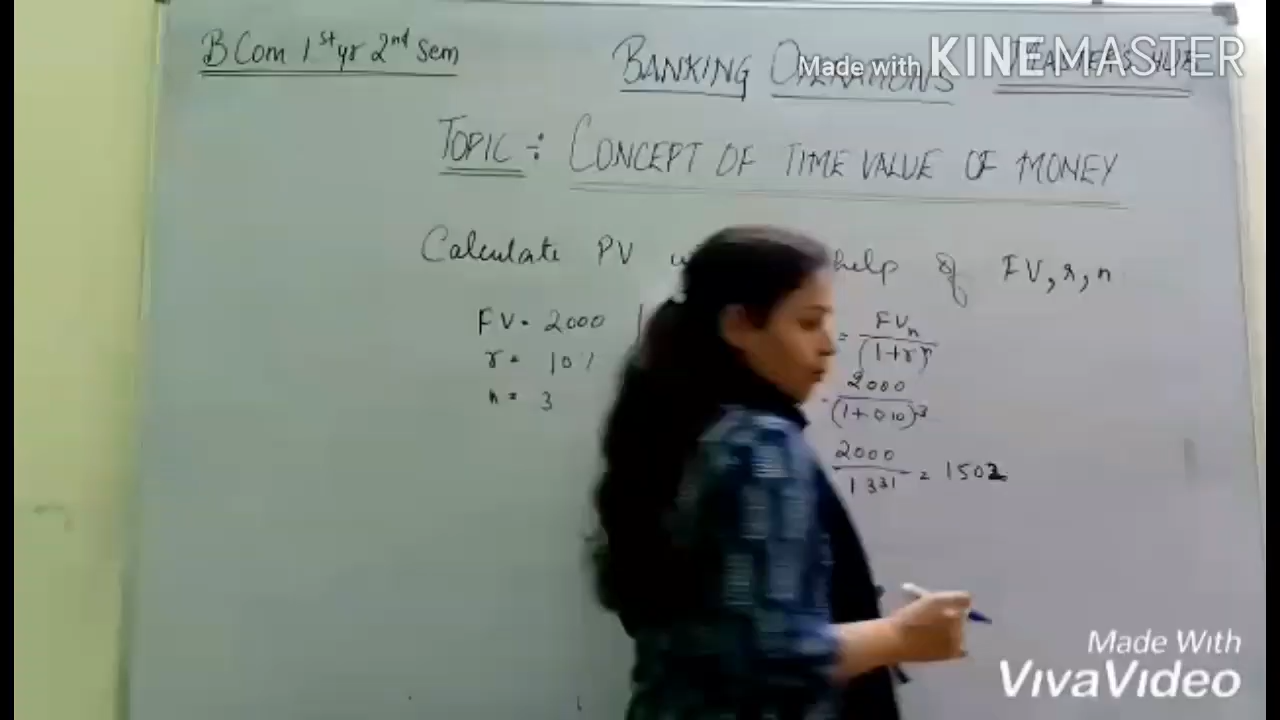 BCom 1st yr 2nd Sem
BANKING OPERATIONS
Made with KINEMASTER
TOPIC ÷ CONCEPT OF TIME VALUE OF MONEY
Calculate PV help of FV, r, n
FV = 2000
r = 10%
n = 3
= FVn / (1+r)^n
= 2000 / (1+0.10)^3
2000 / 1.331 = 1502
Made With
VIVAVIDEO